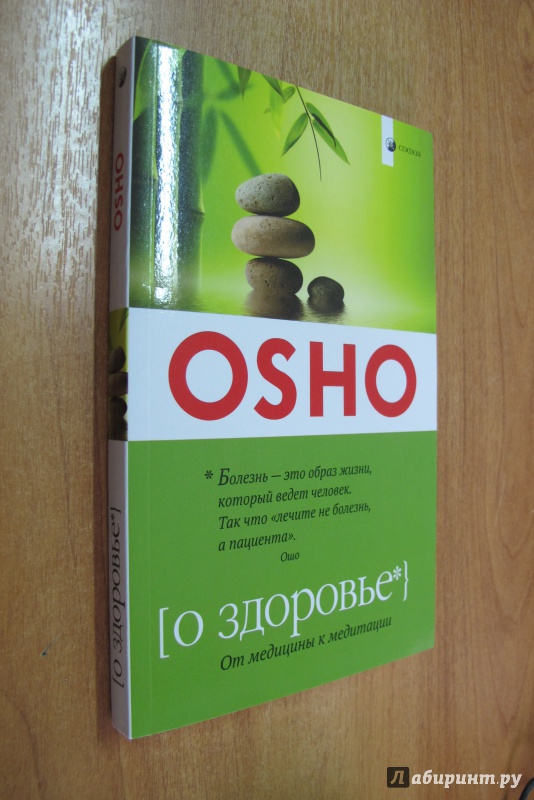 OSHO
[о здоровье*}
СОФИЯ
OSHO
* Болезнь — это образ жизни,
который ведет человек.
Так что «лечите не болезнь,
а пациента».
Ошо
[о здоровье*}
От медицины к медитации
Лабиринт.ру